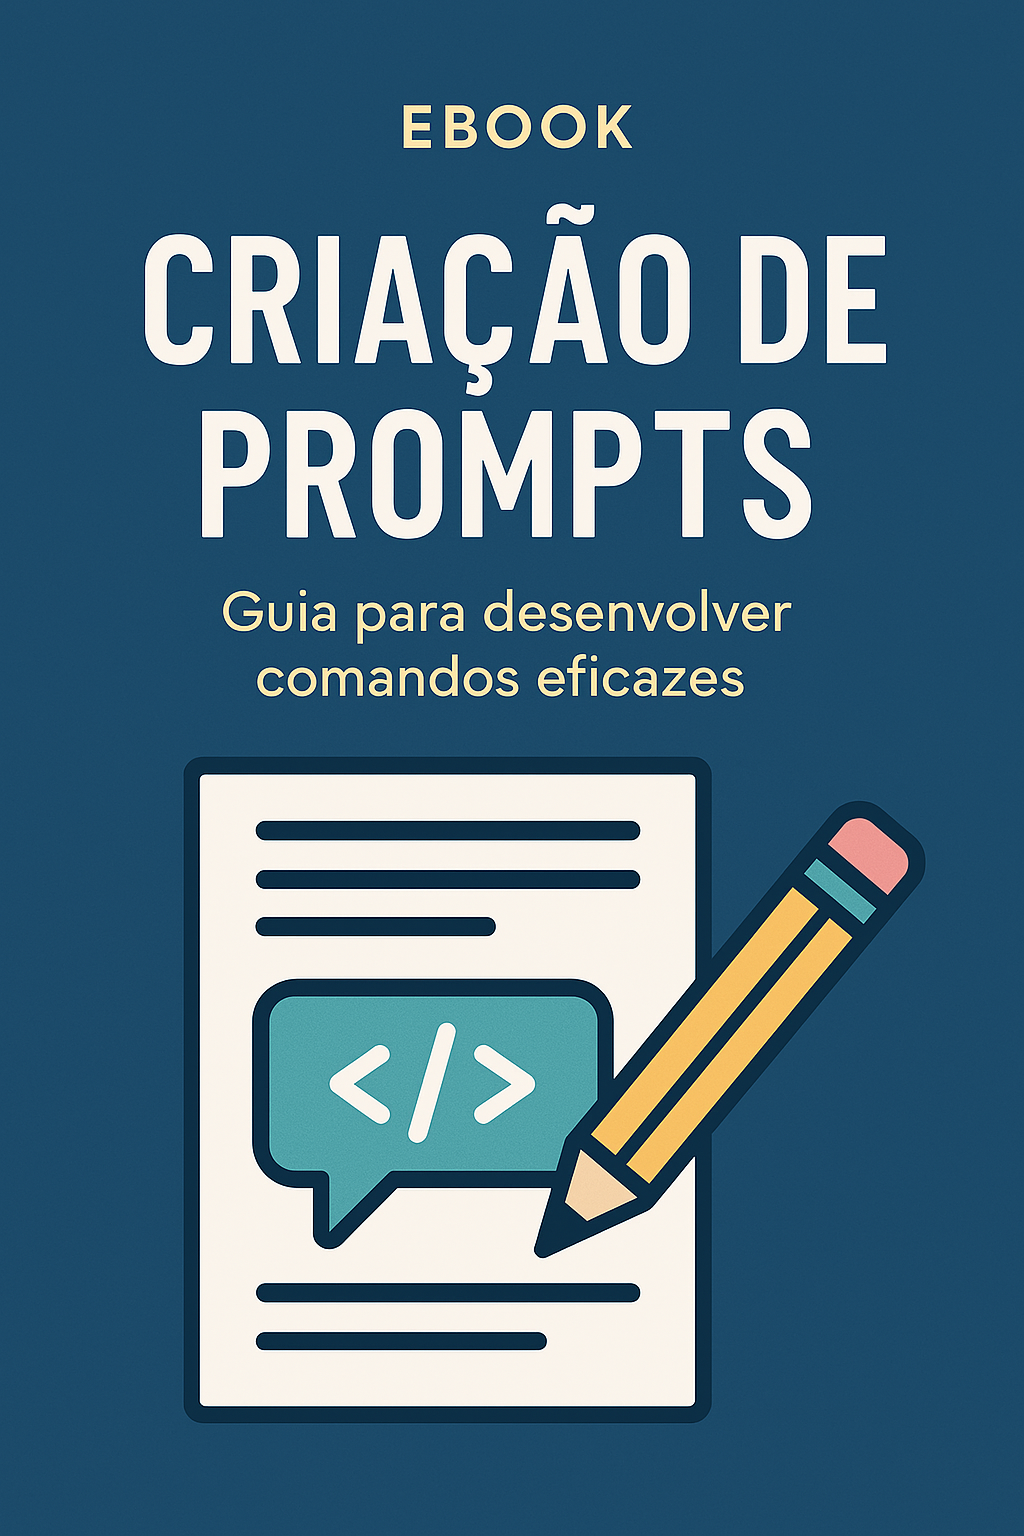 EBOOK
CRIAÇÃO DE
PROMPTS
Guia para desenvolver
comandos eficazes
</>